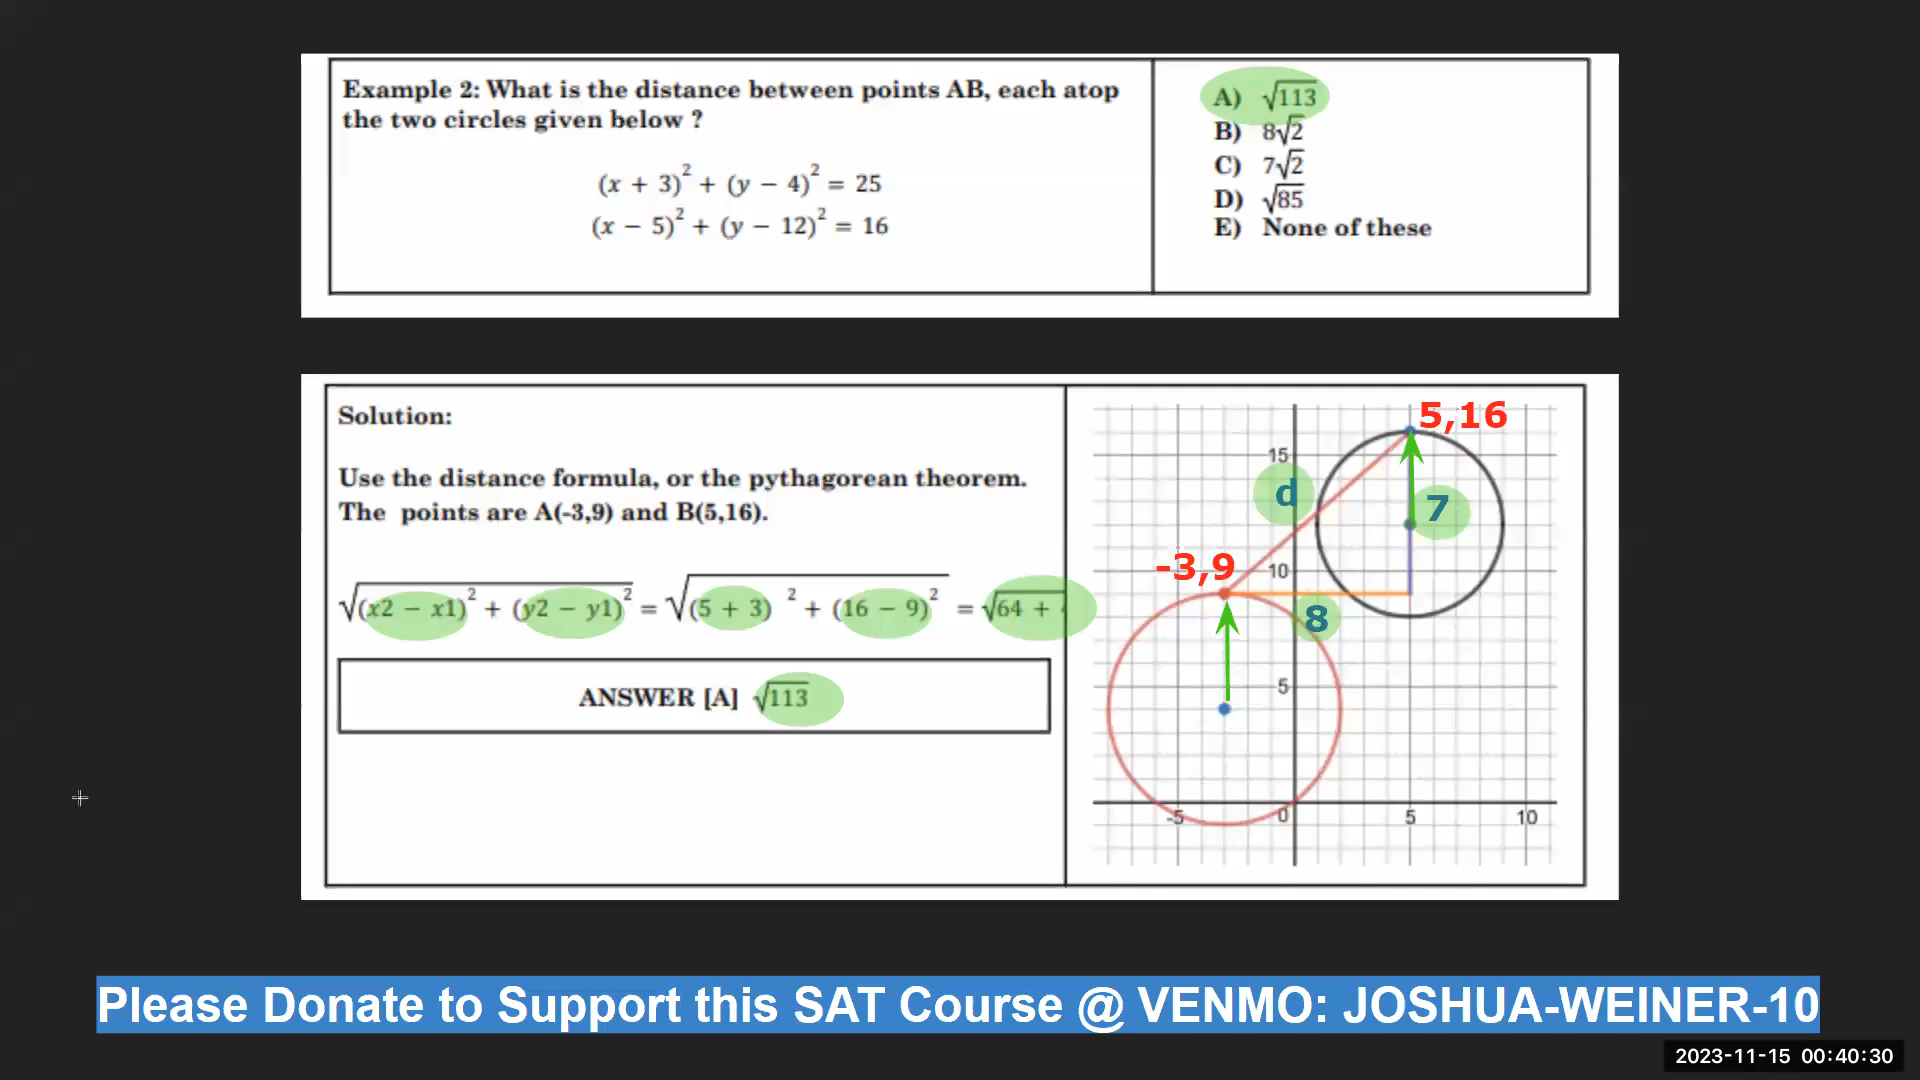 Example 2: What is the distance between points AB, each atop
the two circles given below ?
(x + 3)² + (y − 4)² = 25
(x − 5)² + (y − 12)² = 16
A) √113
B) 8√2
C) 7√2
D) √85
E) None of these
Solution:
Use the distance formula, or the pythagorean theorem.
The points are A(-3,9) and B(5,16).
√(x2 − x1)² + (y2 − y1)² = √(5 + 3)² + (16 − 9)² = √64 +
ANSWER [A] √113
5,16
15
d
7
-3,9
10
8
5
-5
0
5
10
Please Donate to Support this SAT Course @ VENMO: JOSHUA-WEINER-10
2023-11-15 00:40:30